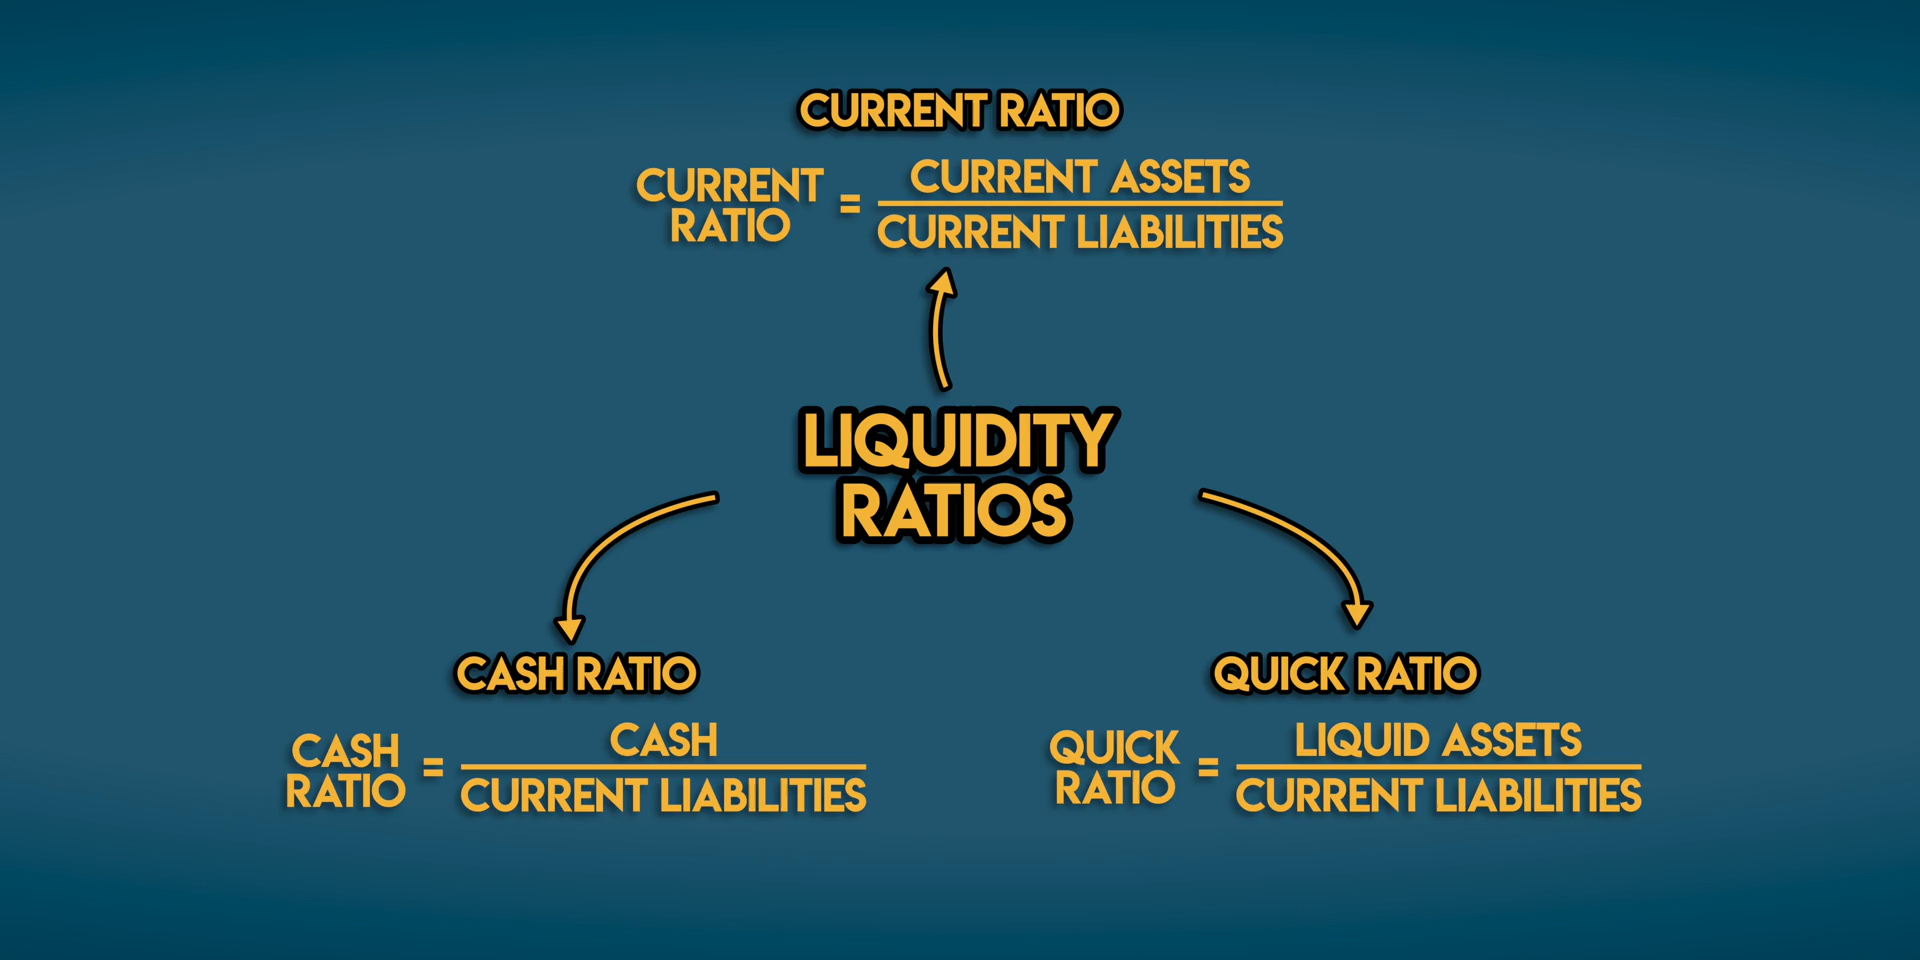 CURRENT RATIO
CURRENT
RATIO
=
CURRENT ASSETS
CURRENT LIABILITIES
LIQUIDITY
RATIOS
CASH RATIO
CASH
RATIO
=
CASH
CURRENT LIABILITIES
QUICK RATIO
QUICK
RATIO
=
LIQUID ASSETS
CURRENT LIABILITIES